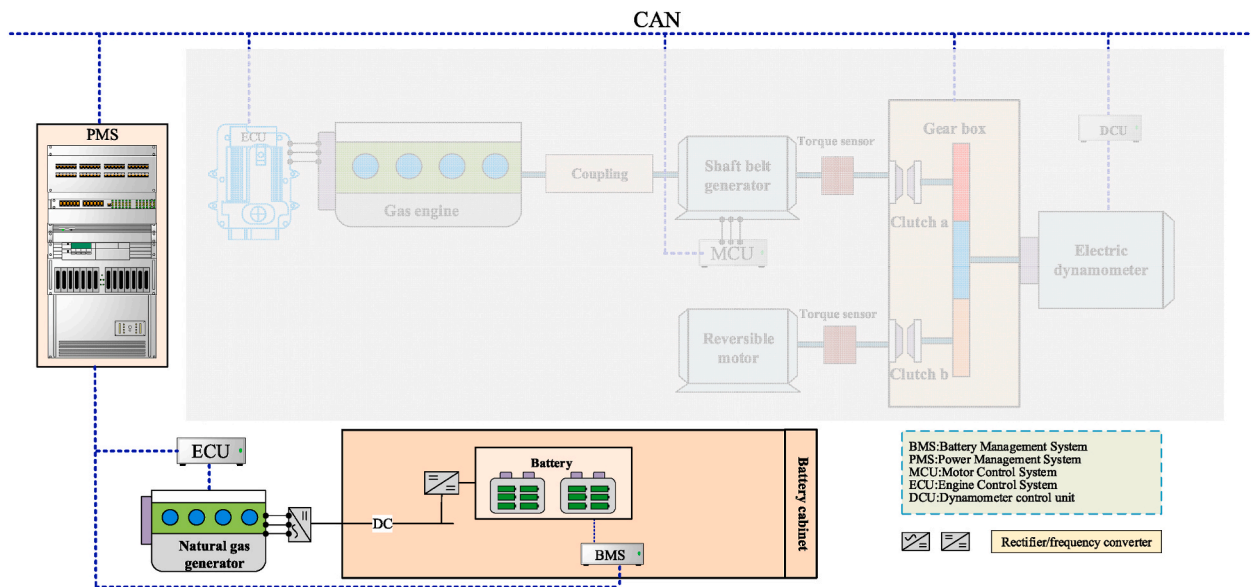 CAN
PMS
ECU
Gas engine
Coupling
Shaft belt
generator
MCU
Torque sensor
Gear box
Clutch a
DCU
Electric
dynamometer
Reversible
motor
Torque sensor
Clutch b
ECU
Natural gas
generator
DC
Battery
BMS
Battery cabinet
BMS:Battery Management System
PMS:Power Management System
MCU:Motor Control System
ECU:Engine Control System
DCU:Dynamometer control unit
Rectifier/frequency converter